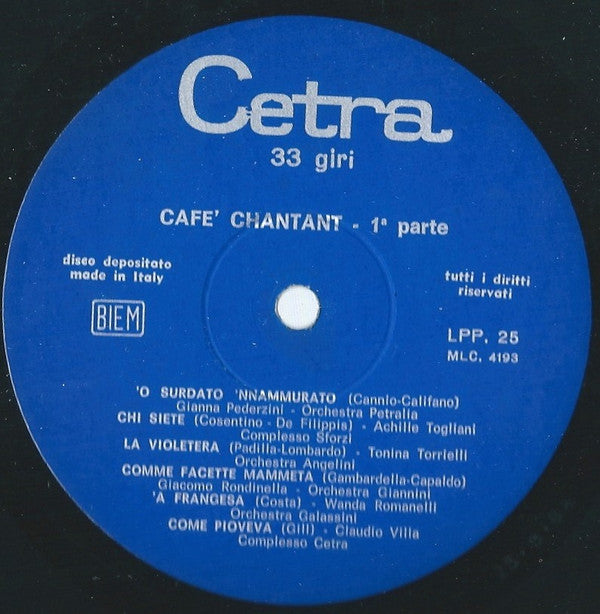 Cetra
33 giri
CAFE' CHANTANT - 1ª parte
disco depositato
made in Italy
tutti i diritti
riservati
BIEM
LPP. 25
MLC. 4193
'O SURDATO 'NNAMMURATO (Cannio-Califano)
Gianna Pederzini - Orchestra Petralia
CHI SIETE (Cosentino - De Filippis) - Achille Togliani
Complesso Sforzi
LA VIOLETERA (Padilla-Lombardo) - Tonina Torrielli
Orchestra Angelini
COMME FACETTE MAMMETA (Gambardella-Capaldo)
Giacomo Rondinella - Orchestra Giannini
'A FRANGESA (Costa) - Wanda Romanelli
Orchestra Galassini
COME PIOVEVA (Gill) - Claudio Villa
Complesso Cetra